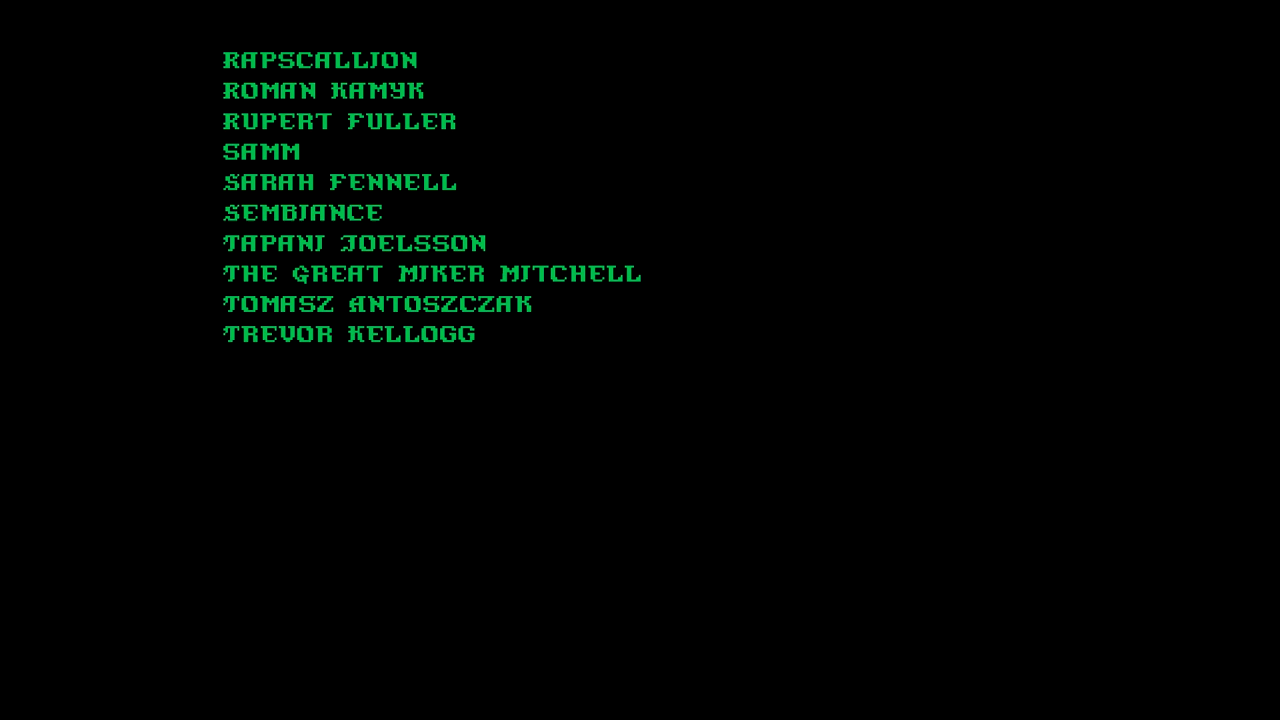 RAPSCALLION
ROMAN KAMYK
RUPERT FULLER
SAMM
SARAH FENNELL
SEMBIANCE
TAPANI JOELSSON
THE GREAT MIKER MITCHELL
TOMASZ ANTOSZCZAK
TREVOR KELLOGG